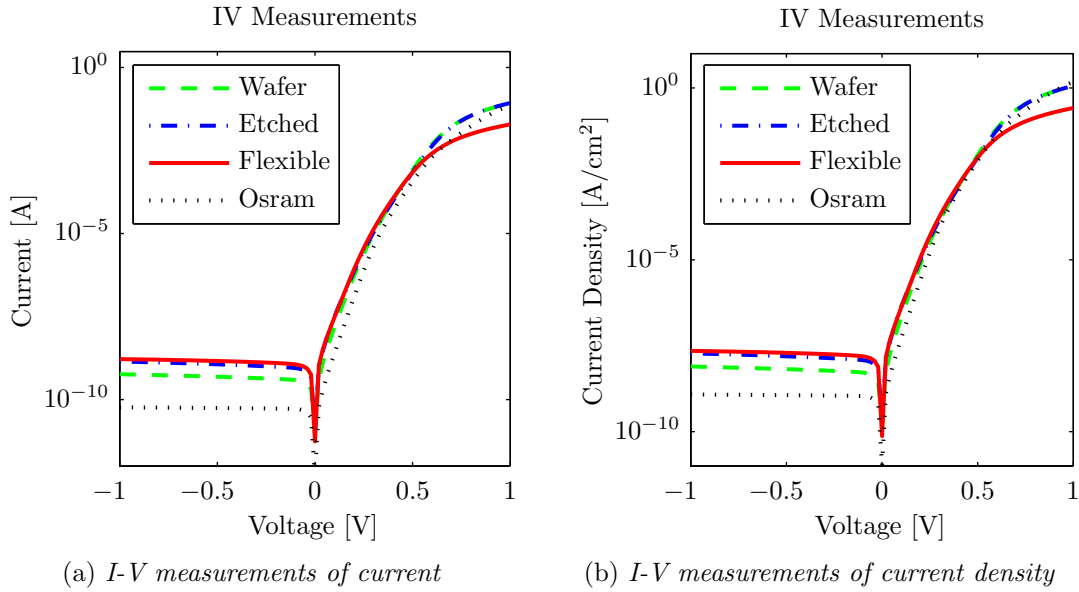 IV Measurements
10^0
10^−5
10^−10
Current [A]
Wafer
Etched
Flexible
Osram
−1
−0.5
0
0.5
1
Voltage [V]
(a) I-V measurements of current
IV Measurements
10^0
10^−5
10^−10
Current Density [A/cm^2]
Wafer
Etched
Flexible
Osram
−1
−0.5
0
0.5
1
Voltage [V]
(b) I-V measurements of current density